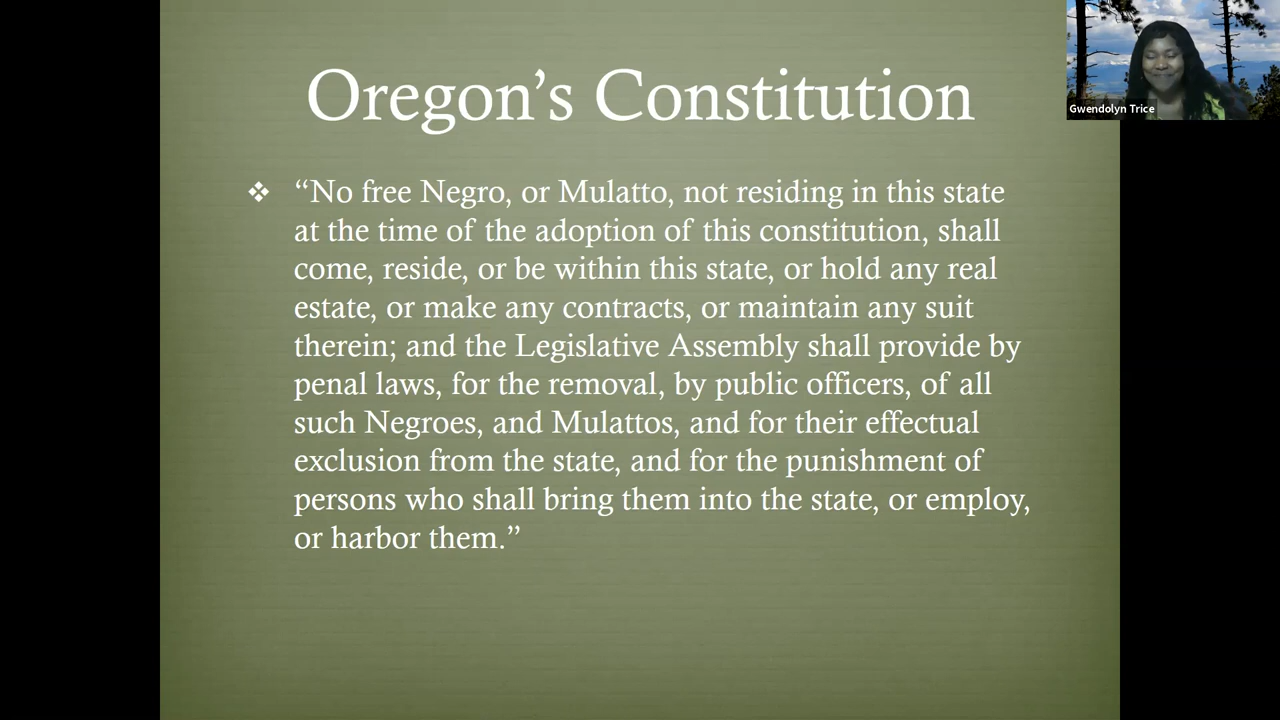 Oregon’s Constitution
“No free Negro, or Mulatto, not residing in this state
at the time of the adoption of this constitution, shall
come, reside, or be within this state, or hold any real
estate, or make any contracts, or maintain any suit
therein; and the Legislative Assembly shall provide by
penal laws, for the removal, by public officers, of all
such Negroes, and Mulattos, and for their effectual
exclusion from the state, and for the punishment of
persons who shall bring them into the state, or employ,
or harbor them.”
Gwendolyn Trice